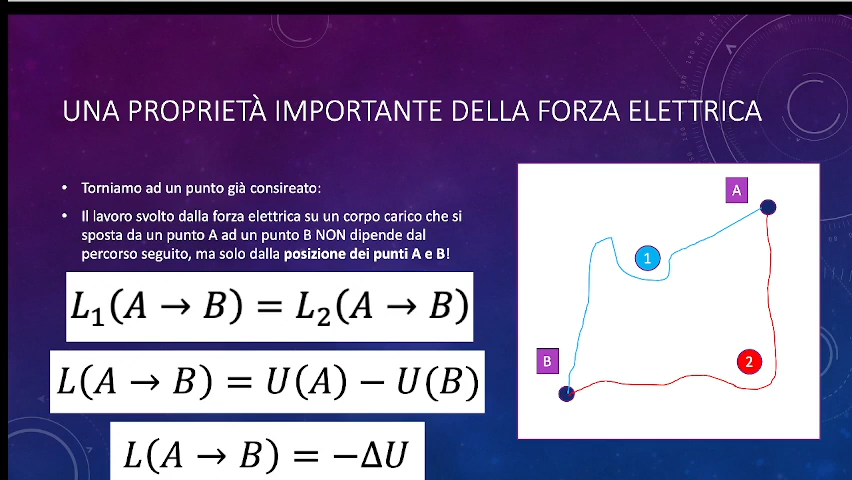 UNA PROPRIETÀ IMPORTANTE DELLA FORZA ELETTRICA
• Torniamo ad un punto già consireato:
• Il lavoro svolto dalla forza elettrica su un corpo carico che si
sposta da un punto A ad un punto B NON dipende dal
percorso seguito, ma solo dalla posizione dei punti A e B!
L₁(A → B) = L₂(A → B)
L(A → B) = U(A) − U(B)
L(A → B) = −ΔU
A
1
B
2